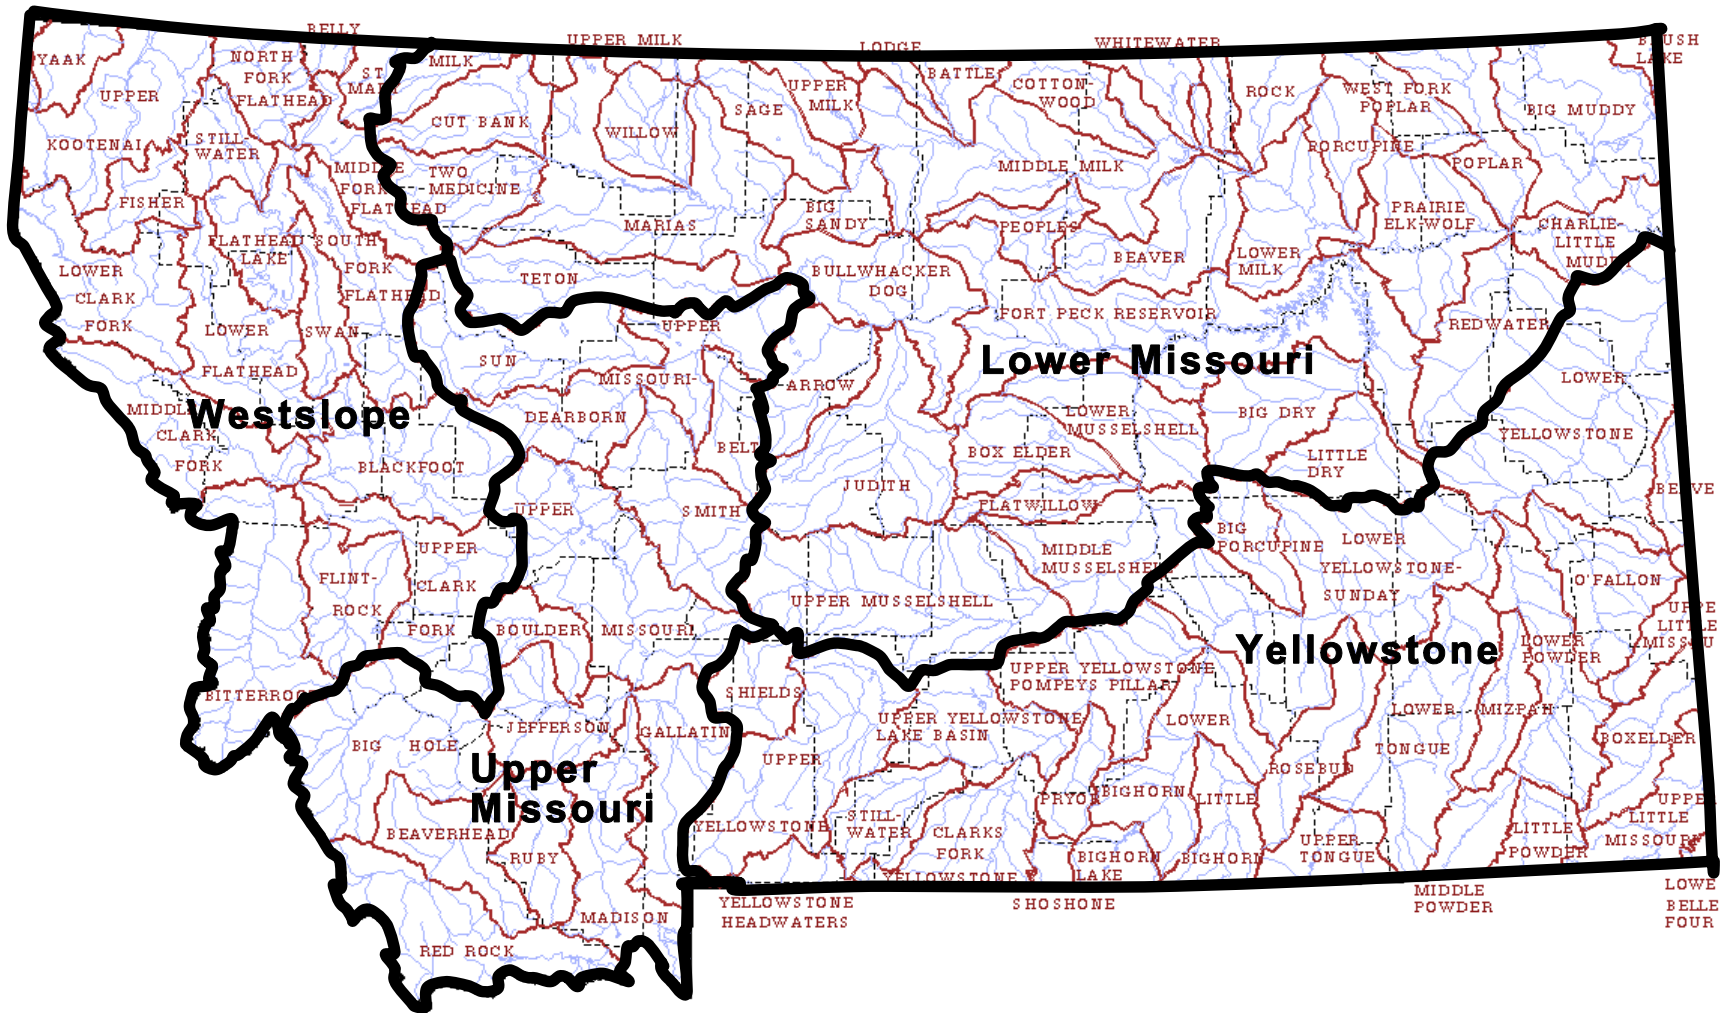 BELLY
UPPER MILK
LODGE
WHITEWATER
YAAK
NORTH
FORK
FLATHEAD
ST
MILK
BATTLE
COTTON-
WOOD
ROCK
WEST FORK
POPLAR
LAKE
UPPER
KOOTENAI
STILL-
WATER
CUT BANK
WILLOW
SAGE
UPPER
MILK
BIG MUDDY
PORCUPINE
POPLAR
MIDDLE
FORK
FLATHEAD
TWO
MEDICINE
MIDDLE MILK
FISHER
MARIAS
BIG
SANDY
PEOPLES
PRAIRIE
ELK-WOLF
CHARLIE-
LITTLE
MUDDY
FLATHEAD
LAKE
SOUTH
FORK
FLATHEAD
TETON
BULLWHACKER
DOG
BEAVER
LOWER
MILK
LOWER
CLARK
FORK
FORT PECK RESERVOIR
REDWATER
LOWER
FLATHEAD
SWAN
SUN
UPPER
MISSOURI-
DEARBORN
BELT
ARROW
Lower Missouri
LOWER
YELLOWSTONE
MIDDLE
CLARK
FORK
Westslope
LOWER
MUSSELSHELL
BIG DRY
LITTLE
DRY
BLACKFOOT
BOX ELDER
JUDITH
FLATWILLOW
UPPER
SMITH
MISSOURI
BIG
PORCUPINE
LOWER
YELLOWSTONE-
SUNDAY
UPPER
CLARK
FORK
FLINT-
ROCK
MIDDLE
MUSSELSHELL
O'FALLON
UPPER MUSSELSHELL
BOULDER
LITTLE
Yellowstone
LOWER
POWDER
UPPER YELLOWSTONE
POMPEYS PILLAR
BITTERROO
SHIELDS
UPPER YELLOWSTONE
LAKE BASIN
LOWER
BIGHORN
LOWER
TONGUE
MIZPAH
BIG HOLE
JEFFERSON
GALLATIN
BOXELDER
Upper
Missouri
UPPER
YELLOWSTONE
ROSEBUD
PRYOR
LITTLE
BIGHORN
UPPER
LITTLE
MISSOURI
BEAVERHEAD
RUBY
STILL-
WATER
CLARKS
FORK
YELLOWSTONE
BIGHORN
LAKE
UPPER
TONGUE
LITTLE
POWDER
MADISON
RED ROCK
YELLOWSTONE
HEADWATERS
SHOSHONE
MIDDLE
POWDER
LOWE
BELLE
FOUR